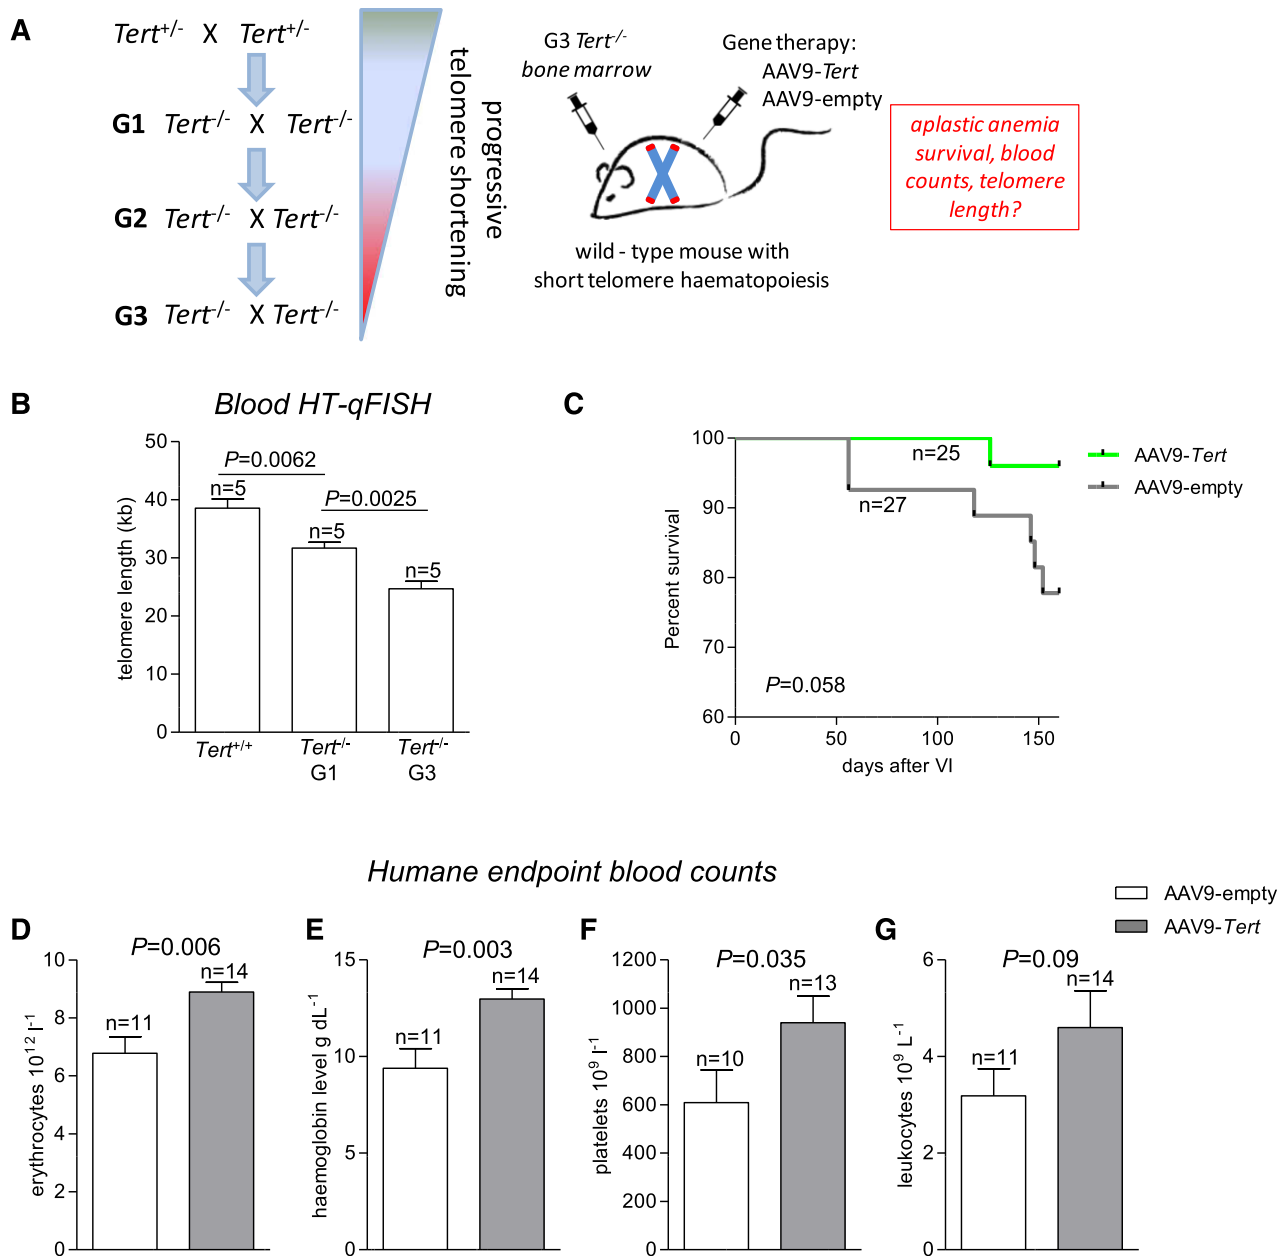 A
Tert+/- X Tert+/-
G1 Tert-/- X Tert-/-
G2 Tert-/- X Tert-/-
G3 Tert-/- X Tert-/-
progressive
telomere shortening
G3 Tert-/-
bone marrow
Gene therapy:
AAV9-Tert
AAV9-empty
wild - type mouse with
short telomere haematopoiesis
aplastic anemia
survival, blood
counts, telomere
length?
B
Blood HT-qFISH
telomere length (kb)
50
40
30
20
10
0
P=0.0062
P=0.0025
n=5
n=5
n=5
Tert+/+
Tert-/-
G1
Tert-/-
G3
C
Percent survival
100
90
80
70
60
n=25
n=27
P=0.058
0 50 100 150
days after VI
AAV9-Tert
AAV9-empty
Humane endpoint blood counts
AAV9-empty
AAV9-Tert
D
P=0.006
erythrocytes 10^12 l^-1
10
8
6
4
2
0
n=11
n=14
E
P=0.003
haemoglobin level g dL^-1
15
10
5
0
n=11
n=14
F
P=0.035
platelets 10^9 l^-1
1200
1000
800
600
400
200
0
n=10
n=13
G
P=0.09
leukocytes 10^9 L^-1
6
4
2
0
n=11
n=14